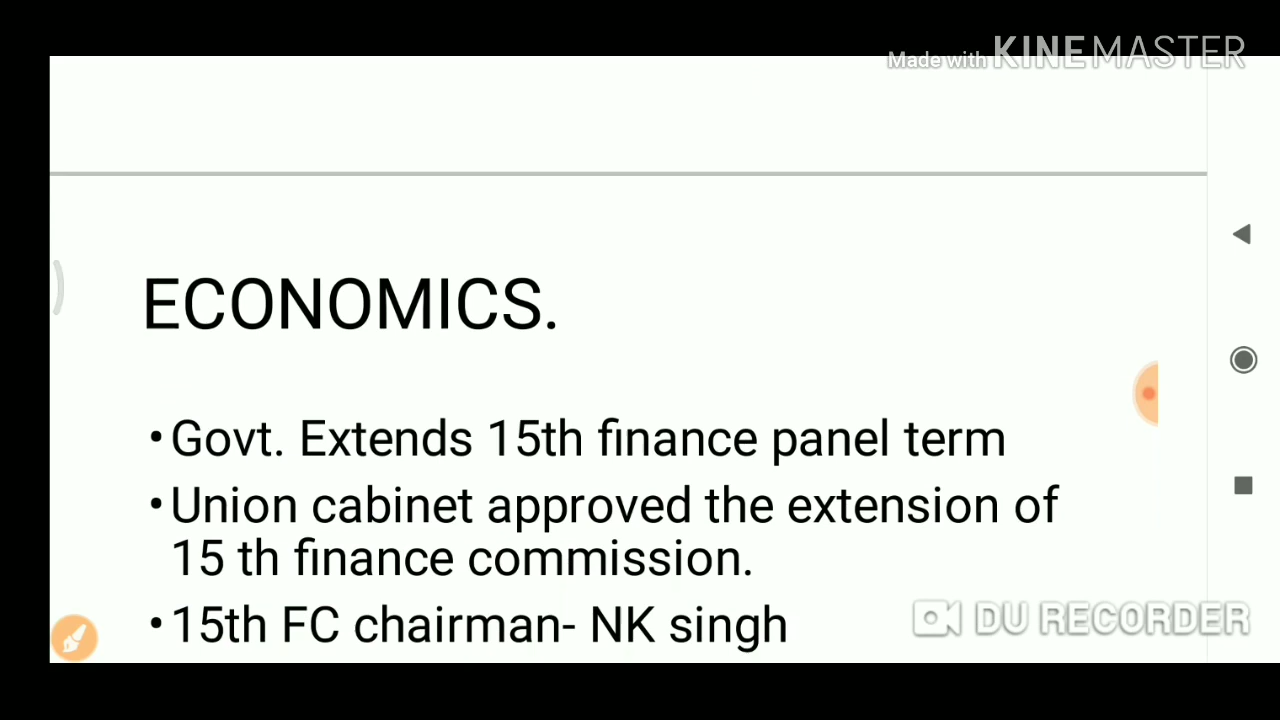 Made with KINEMASTER
ECONOMICS.
•Govt. Extends 15th finance panel term
•Union cabinet approved the extension of
15 th finance commission.
•15th FC chairman- NK singh
DU RECORDER